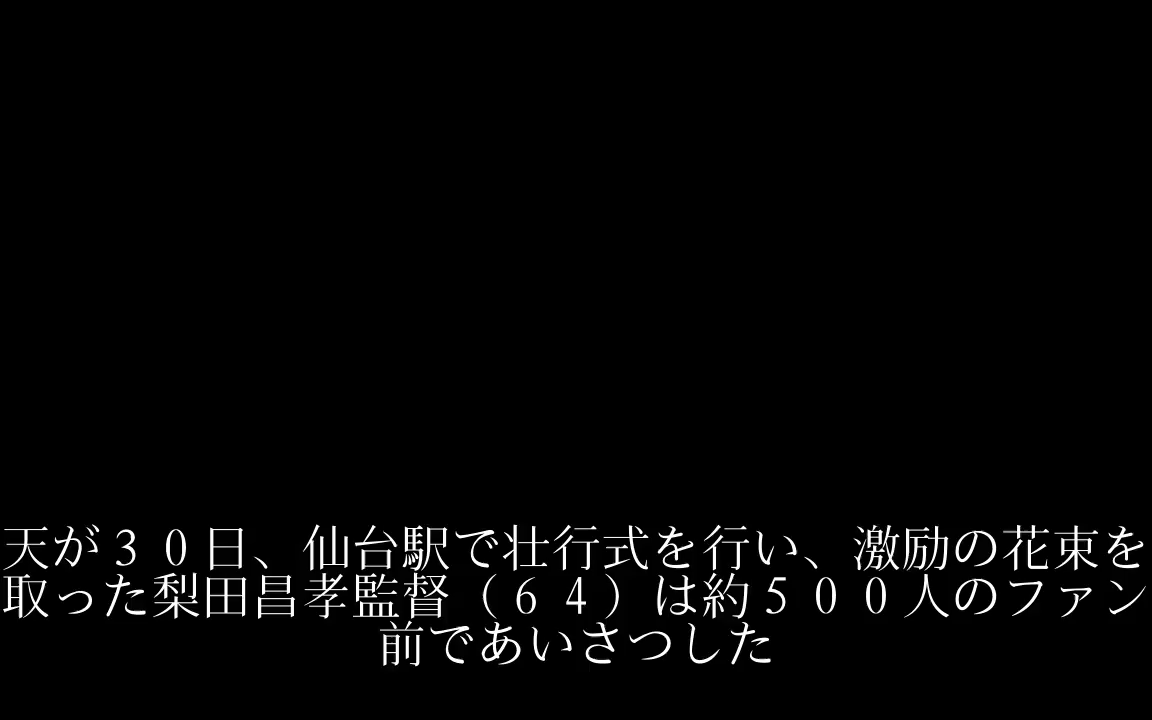 天が３０日、仙台駅で壮行式を行い、激励の花束を
取った梨田昌孝監督（６４）は約５００人のファン
前であいさつした